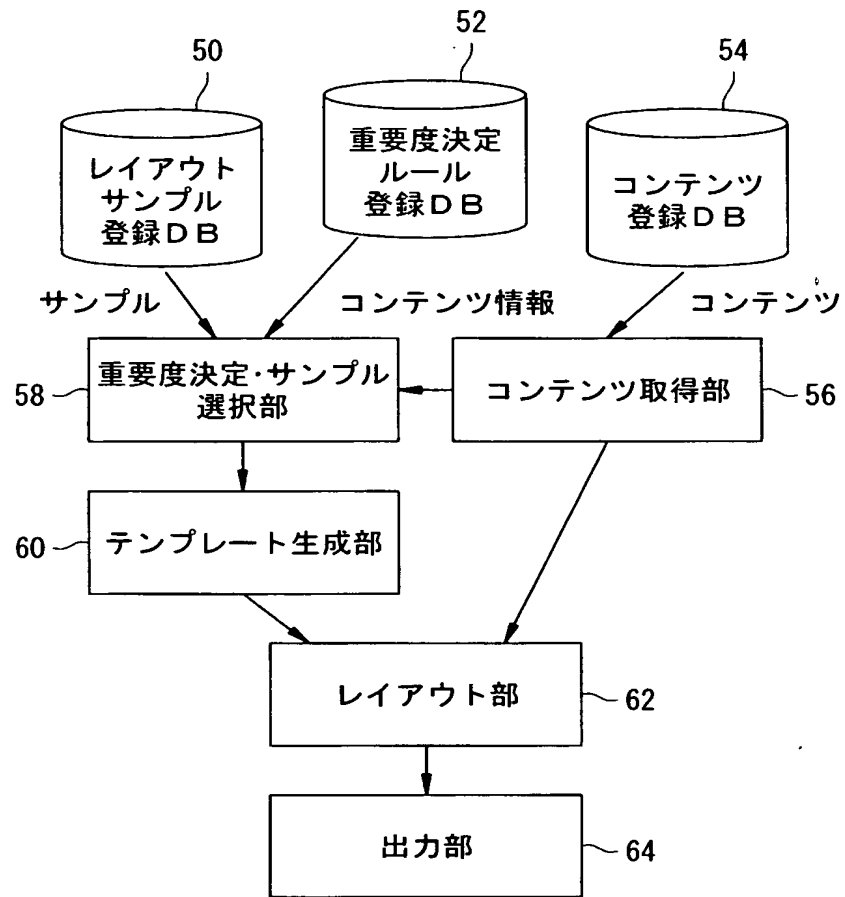 50
52
54
レイアウト
サンプル
登録DB
重要度決定
ルール
登録DB
コンテンツ
登録DB
サンプル
コンテンツ情報
コンテンツ
58
重要度決定・サンプル
選択部
コンテンツ取得部
56
60
テンプレート生成部
レイアウト部
62
出力部
64